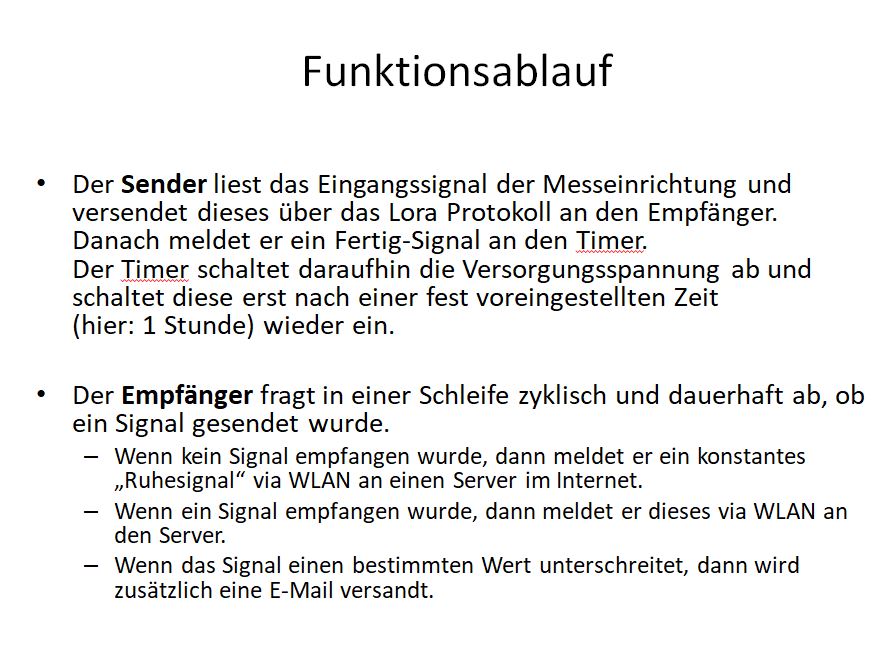 Funktionsablauf
• Der Sender liest das Eingangssignal der Messeinrichtung und
versendet dieses über das Lora Protokoll an den Empfänger.
Danach meldet er ein Fertig-Signal an den Timer.
Der Timer schaltet daraufhin die Versorgungsspannung ab und
schaltet diese erst nach einer fest voreingestellten Zeit
(hier: 1 Stunde) wieder ein.
• Der Empfänger fragt in einer Schleife zyklisch und dauerhaft ab, ob
ein Signal gesendet wurde.
– Wenn kein Signal empfangen wurde, dann meldet er ein konstantes
„Ruhesignal“ via WLAN an einen Server im Internet.
– Wenn ein Signal empfangen wurde, dann meldet er dieses via WLAN an
den Server.
– Wenn das Signal einen bestimmten Wert unterschreitet, dann wird
zusätzlich eine E-Mail versandt.